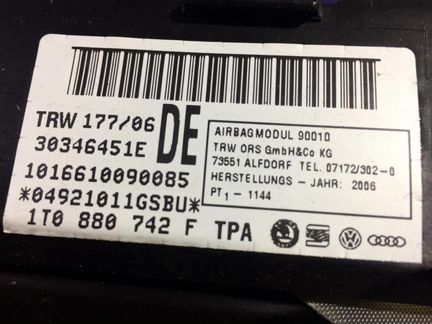 TRW 177/06
DE
30346451E
1016610090085
*04921011GSBU*
1T0 880 742 F TPA
AIRBAGMODUL 90010
TRW ORS GmbH&Co KG
73551 ALFDORF TEL. 07172/302-0
HERSTELLUNGS - JAHR: 2006
PT1 - 1144